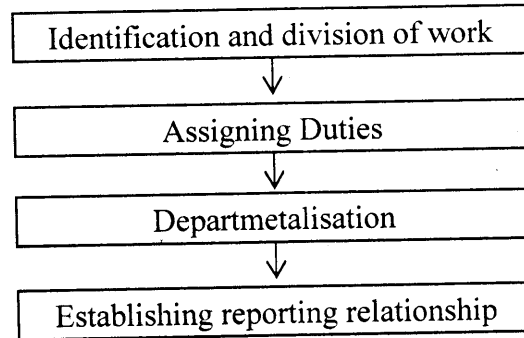 Identification and division of work
Assigning Duties
Departmetalisation
Establishing reporting relationship